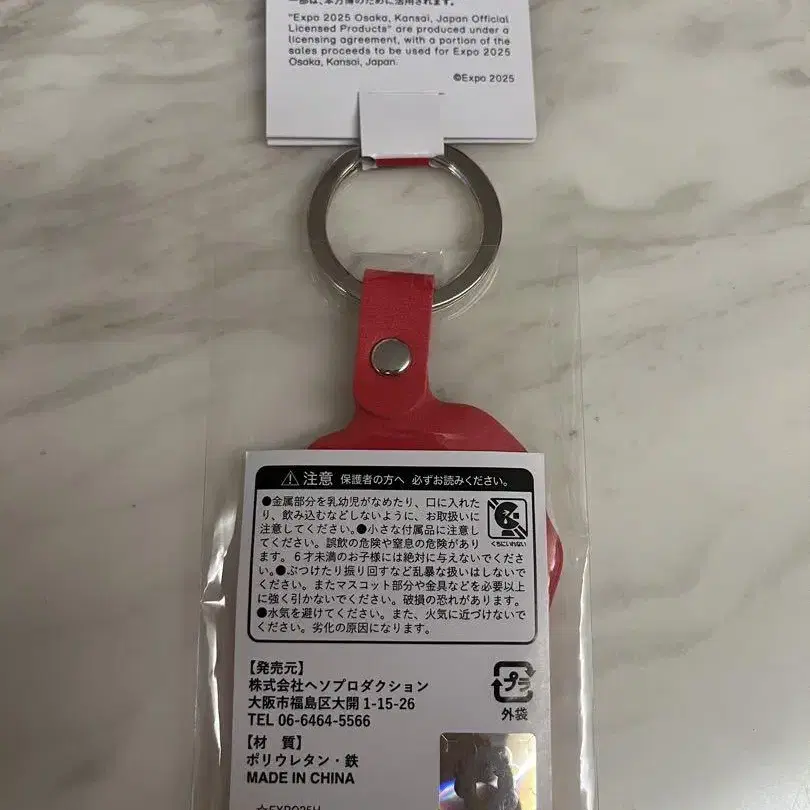 部は、本万博のために活用されます。
"Expo 2025 Osaka, Kansai, Japan Official
Licensed Products" are produced under a
licensing agreement, with a portion of the
sales proceeds to be used for Expo 2025
Osaka, Kansai, Japan.
©Expo 2025
注意 保護者の方へ 必ずお読みください。
●金属部分を乳幼児がなめたり、口に入れた
り、飲み込むなどしないように、お取扱いに
注意してください。●小さな付属品に注意し
てください。誤飲の危険や窒息の危険があり
ます。6才未満のお子様には絶対に与えないでくださ
い。●ぶつけたり振り回すなど乱暴な扱いはしないで
ください。またマスコット部分や金具などを必要以上
に強く引かないでください。破損の恐れがあります。
●水気を避けてください。また、火気に近づけないで
ください。劣化の原因になります。
くちにいれない
【発売元】
株式会社ヘソプロダクション
大阪市福島区大開 1-15-26
TEL 06-6464-5566
プラ
外袋
【材 質】
ポリウレタン・鉄
MADE IN CHINA
☆EXPO25H